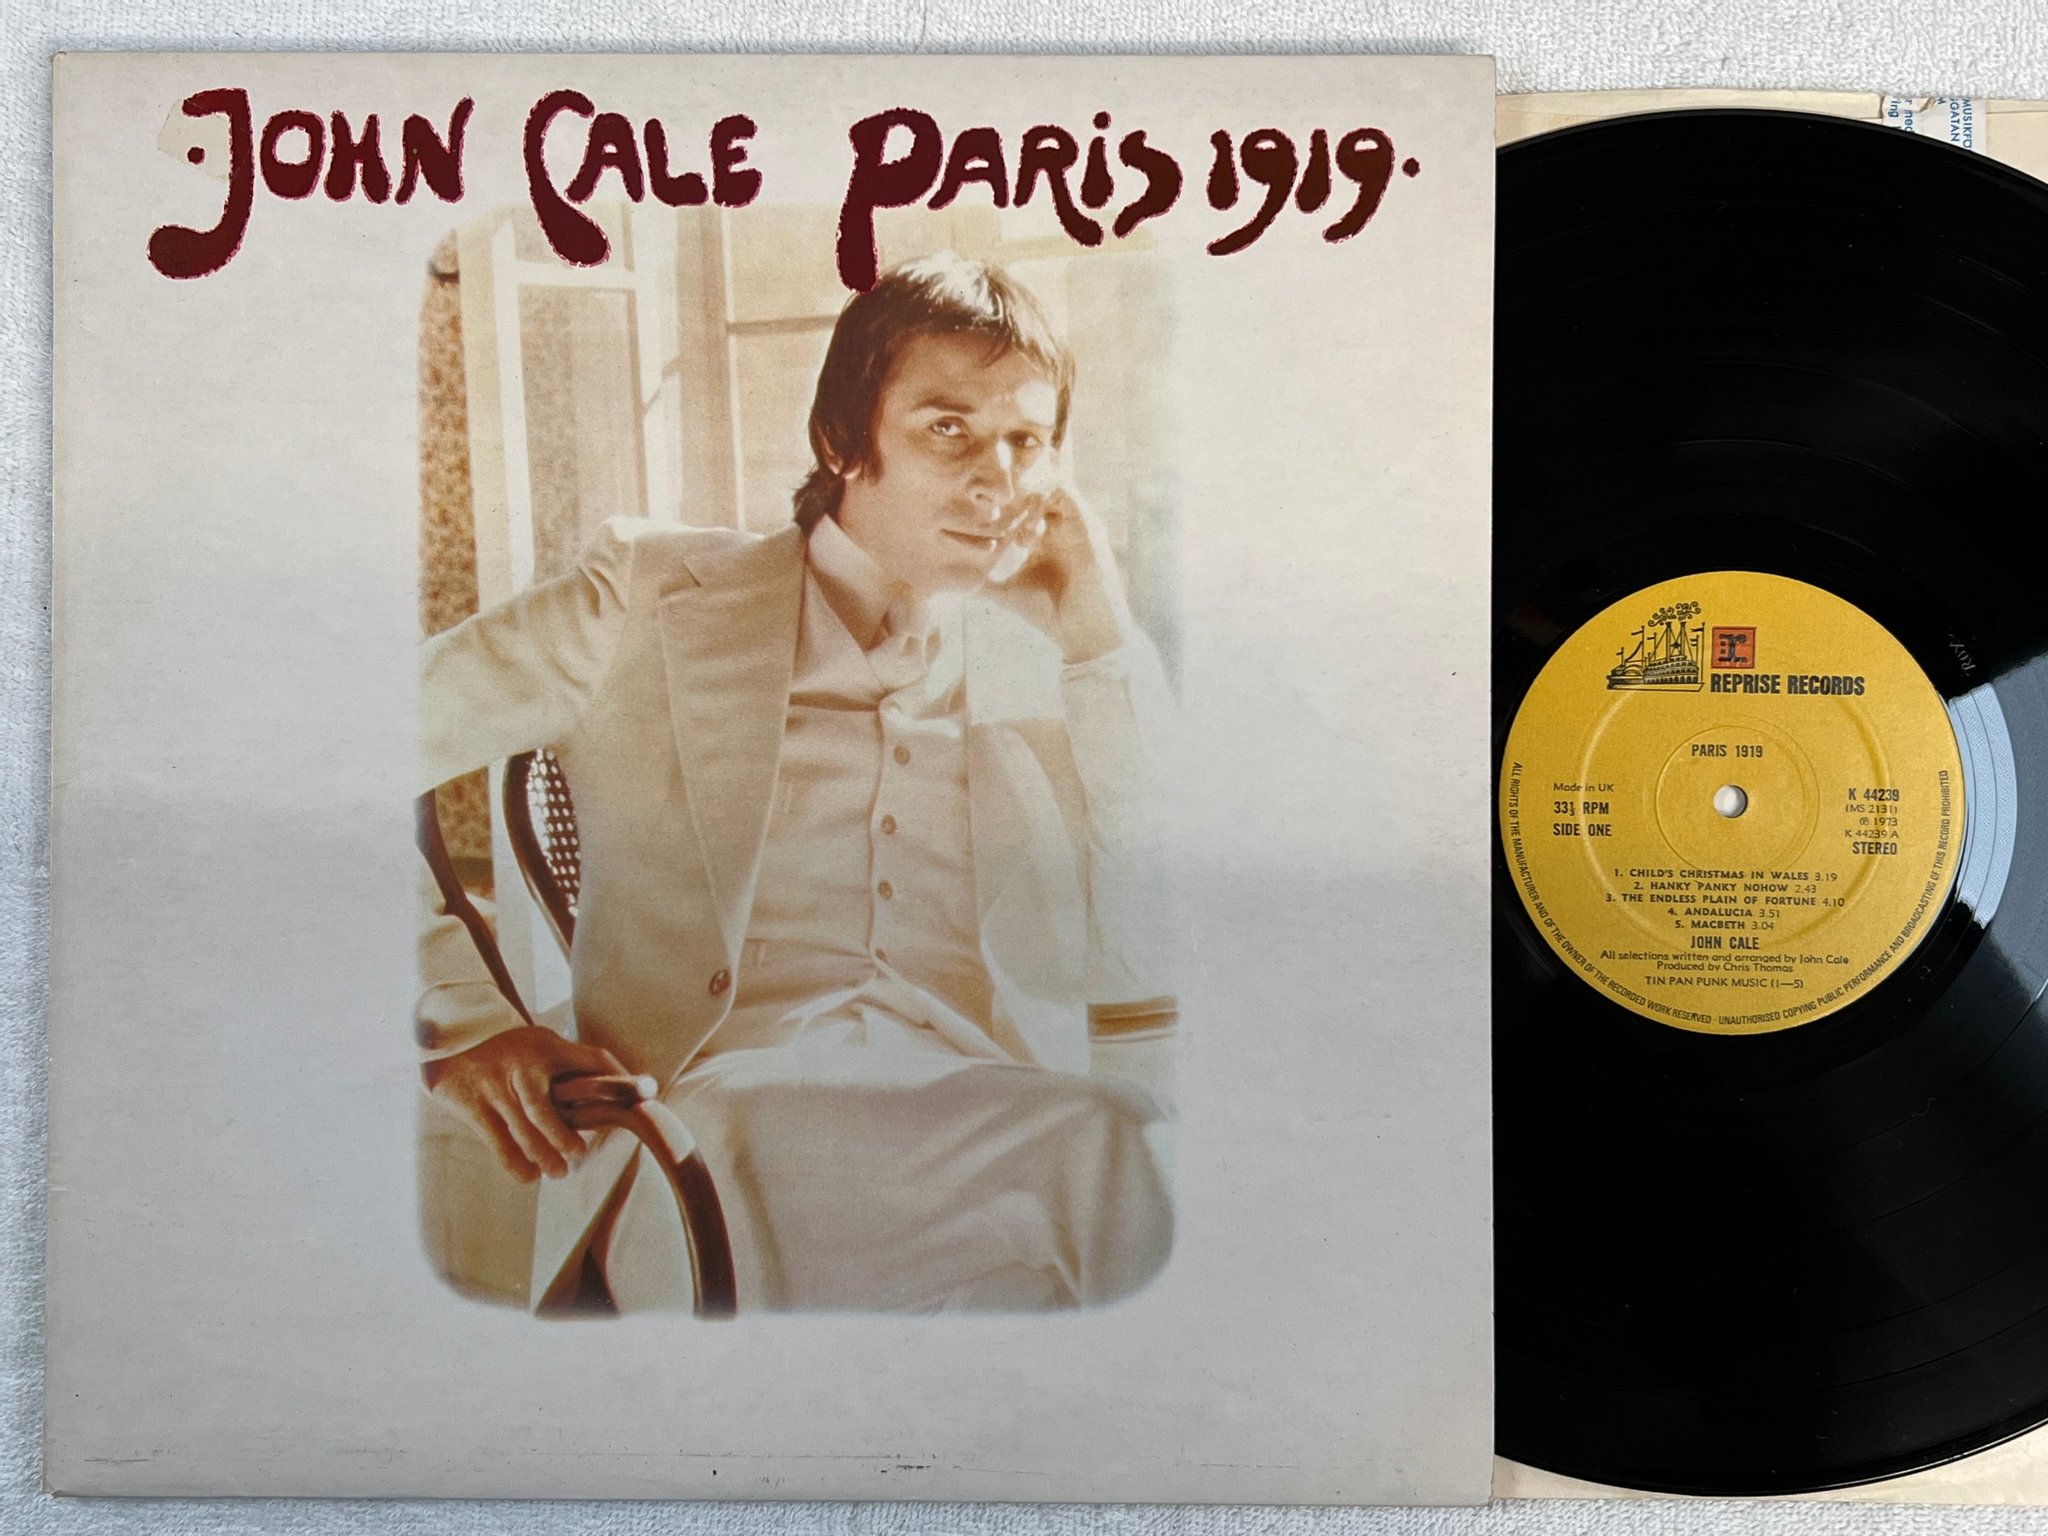 JOHN CALE PARIS 1919.
MUSIKFÖ
GGATAN
REPRISE RECORDS
PARIS 1919
Made in UK
33⅓ RPM
SIDE ONE
K 44239
(MS 2131)
℗ 1973
K 44239 A
STEREO
1. CHILD'S CHRISTMAS IN WALES 3.19
2. HANKY PANKY NOHOW 2.43
3. THE ENDLESS PLAIN OF FORTUNE 4.10
4. ANDALUCIA 3.51
5. MACBETH 3.04
JOHN CALE
All selections written and arranged by John Cale
Produced by Chris Thomas
TIN PAN PUNK MUSIC (1—5)
ALL RIGHTS OF THE MANUFACTURER AND OF THE OWNER OF THE RECORDED WORK RESERVED · UNAUTHORISED COPYING PUBLIC PERFORMANCE AND BROADCASTING OF THIS RECORD PROHIBITED